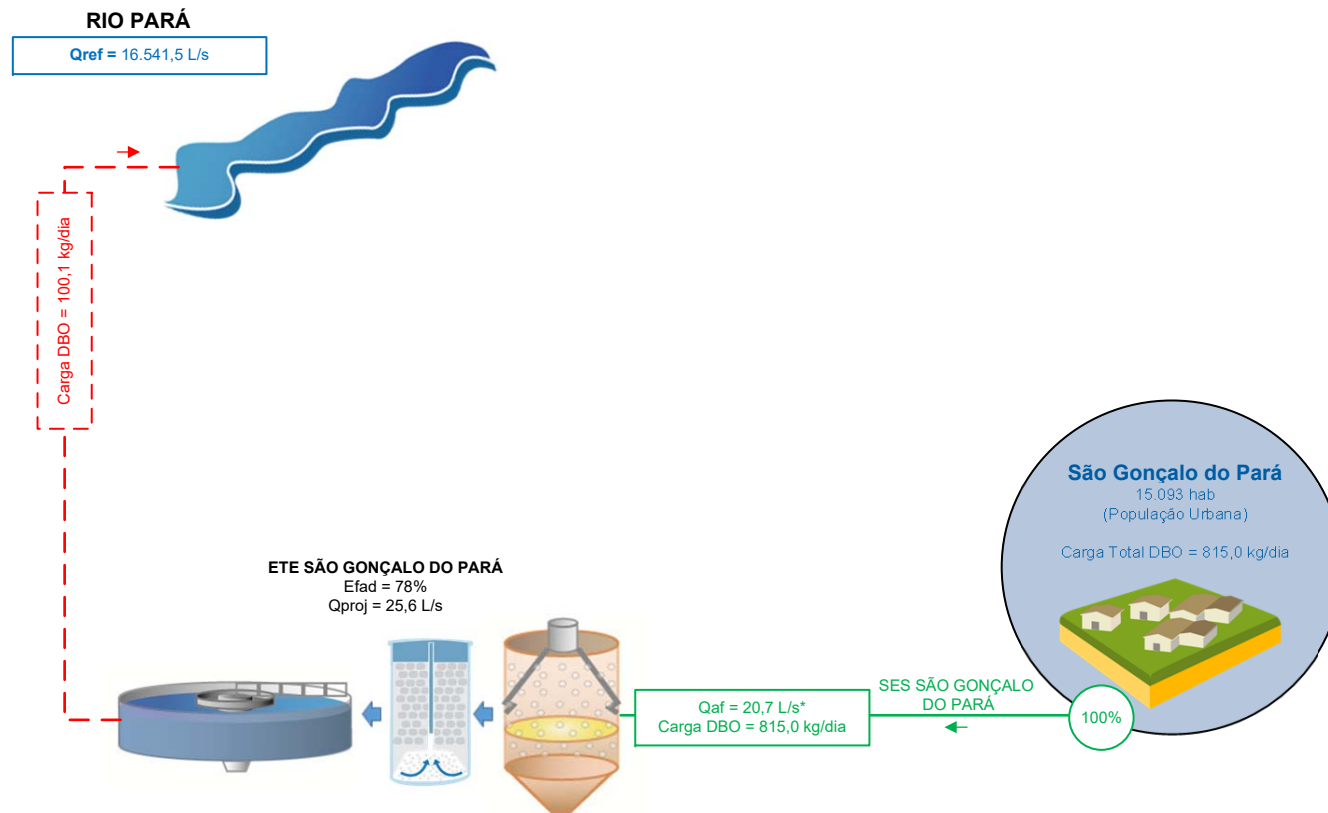 RIO PARÁ
Qref = 16.541,5 L/s
Carga DBO = 100,1 kg/dia
São Gonçalo do Pará
15.093 hab
(População Urbana)
Carga Total DBO = 815,0 kg/dia
ETE SÃO GONÇALO DO PARÁ
Efad = 78%
Qproj = 25,6 L/s
Qaf = 20,7 L/s*
Carga DBO = 815,0 kg/dia
SES SÃO GONÇALO
DO PARÁ
100%